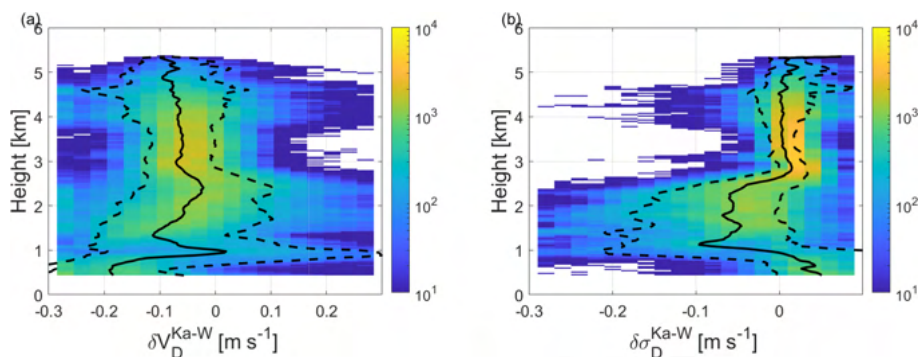 (a)
6
5
4
3
2
1
0
Height [km]
-0.3 -0.2 -0.1 0 0.1 0.2
δV_D^{Ka-W} [m s^{-1}]
10^4
10^3
10^2
10^1
(b)
6
5
4
3
2
1
0
Height [km]
-0.3 -0.2 -0.1 0
δσ_D^{Ka-W} [m s^{-1}]
10^4
10^3
10^2
10^1